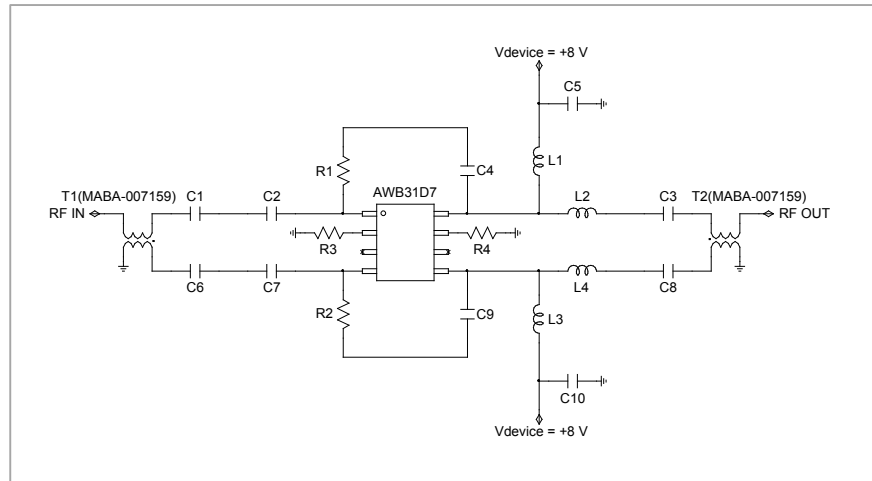 Vdevice = +8 V
C5
R1
C4
L1
AWB31D7
T1(MABA-007159)
C1
C2
L2
C3
T2(MABA-007159)
RF IN
RF OUT
R3
R4
C6
C7
L4
C8
R2
C9
L3
C10
Vdevice = +8 V